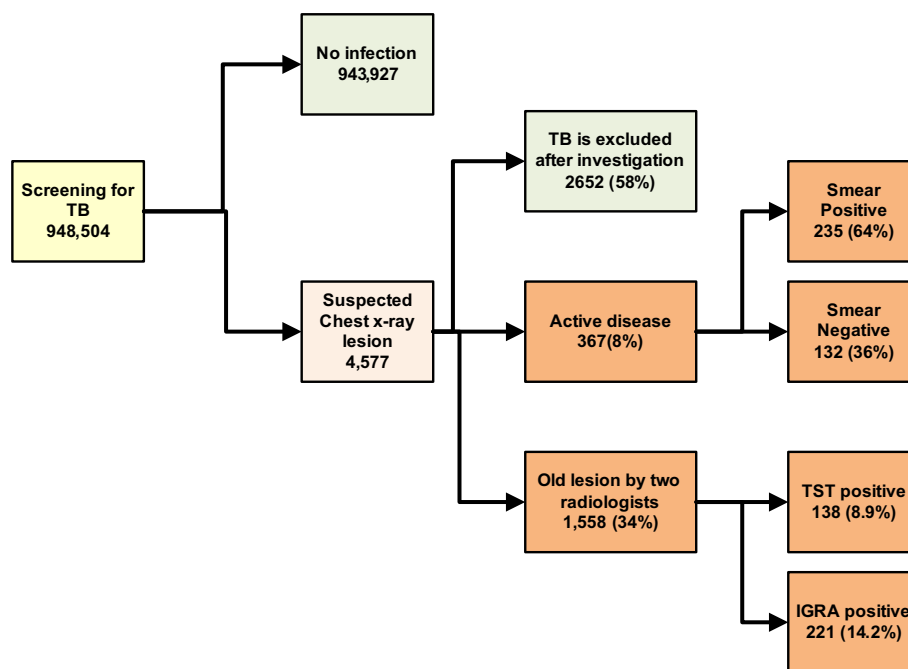 No infection
943,927
Screening for
TB
948,504
TB is excluded
after investigation
2652 (58%)
Suspected
Chest x-ray
lesion
4,577
Active disease
367(8%)
Old lesion by two
radiologists
1,558 (34%)
Smear
Positive
235 (64%)
Smear
Negative
132 (36%)
TST positive
138 (8.9%)
IGRA positive
221 (14.2%)